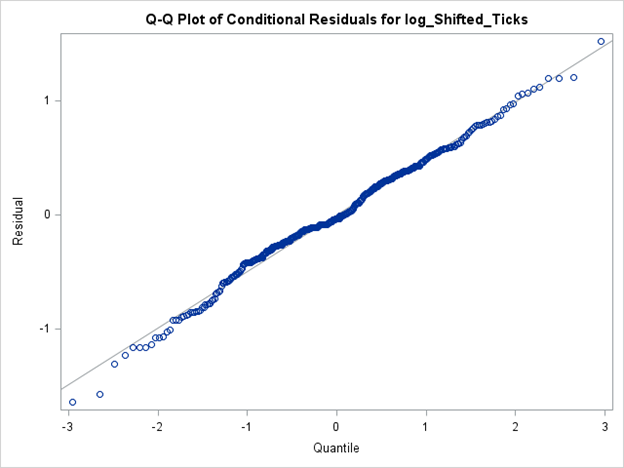 Q-Q Plot of Conditional Residuals for log_Shifted_Ticks
1
0
-1
Residual
-3 -2 -1 0 1 2 3
Quantile